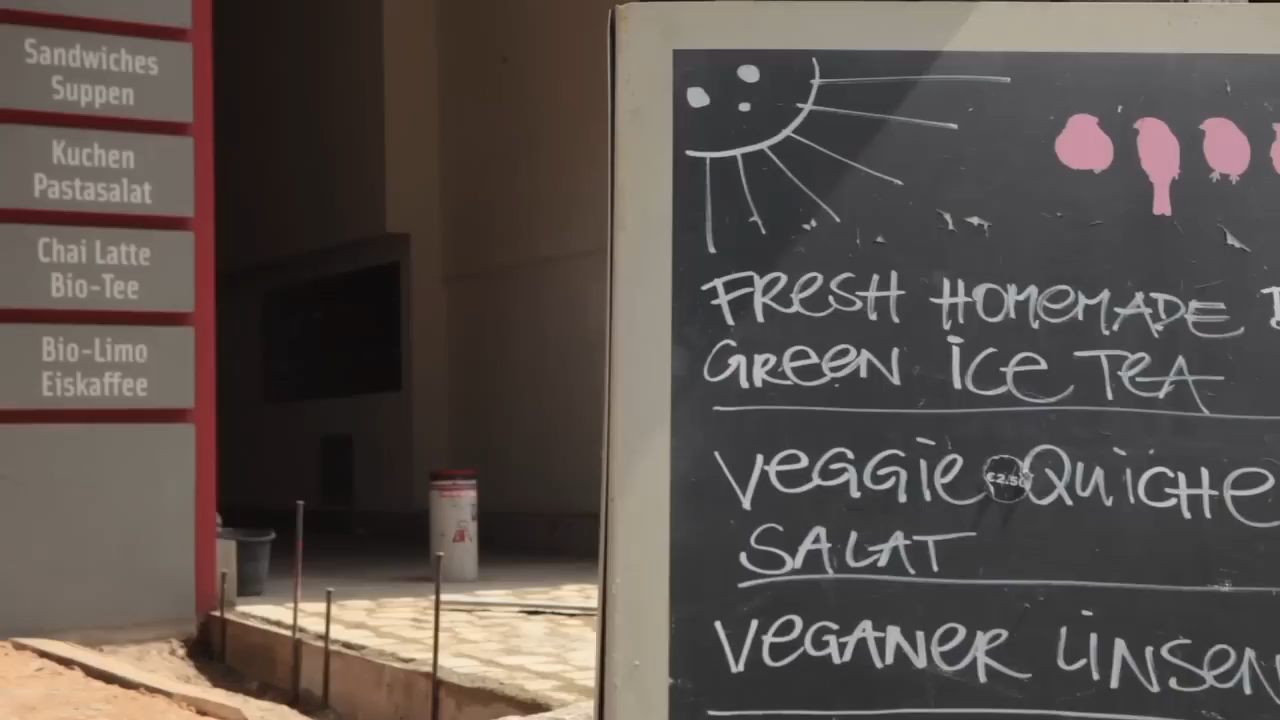 Sandwiches
Suppen
Kuchen
Pastasalat
Chai Latte
Bio-Tee
Bio-Limo
Eiskaffee
FRESH HOMEMADE
GREEN ICE TEA
VEGGIE QUICHE
€2.50
SALAT
VEGANER LINSEN